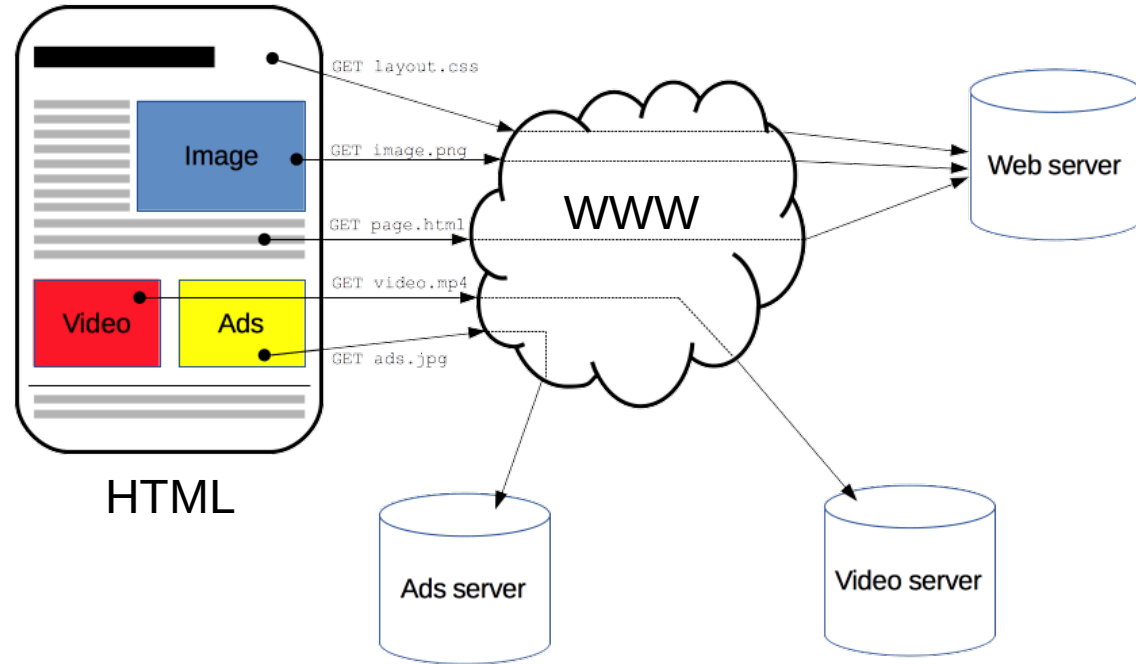 GET layout.css
Image
GET image.png
Web server
WWW
GET page.html
GET video.mp4
Video
Ads
GET ads.jpg
HTML
Ads server
Video server